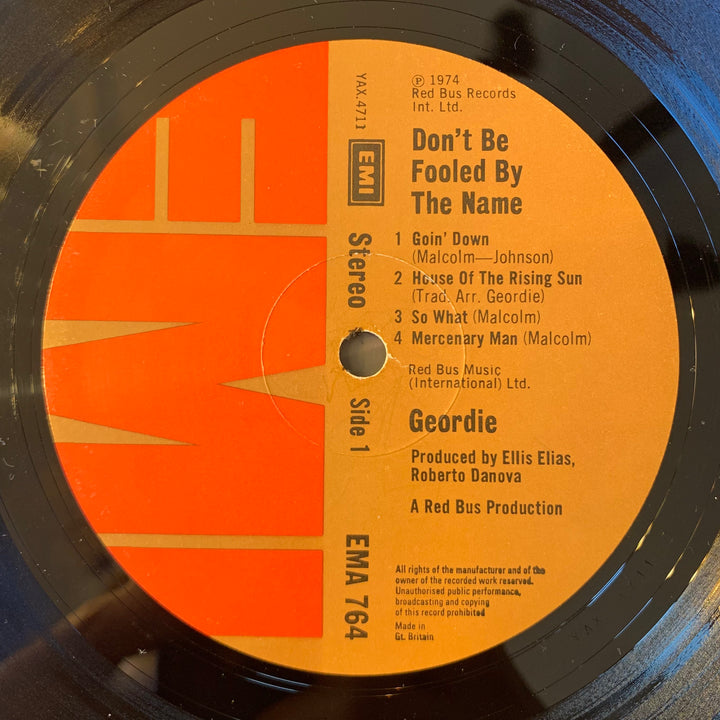 ℗ 1974
Red Bus Records
Int. Ltd.
YAX.4711
EMI
Don't Be
Fooled By
The Name
1 Goin' Down
(Malcolm—Johnson)
2 House Of The Rising Sun
(Trad. Arr. Geordie)
3 So What (Malcolm)
4 Mercenary Man (Malcolm)
Red Bus Music
(International) Ltd.
Stereo
Side 1
EMA 764
Geordie
Produced by Ellis Elias,
Roberto Danova
A Red Bus Production
All rights of the manufacturer and of the
owner of the recorded work reserved.
Unauthorised public performance,
broadcasting and copying
of this record prohibited
Made in
Gt. Britain
EMI